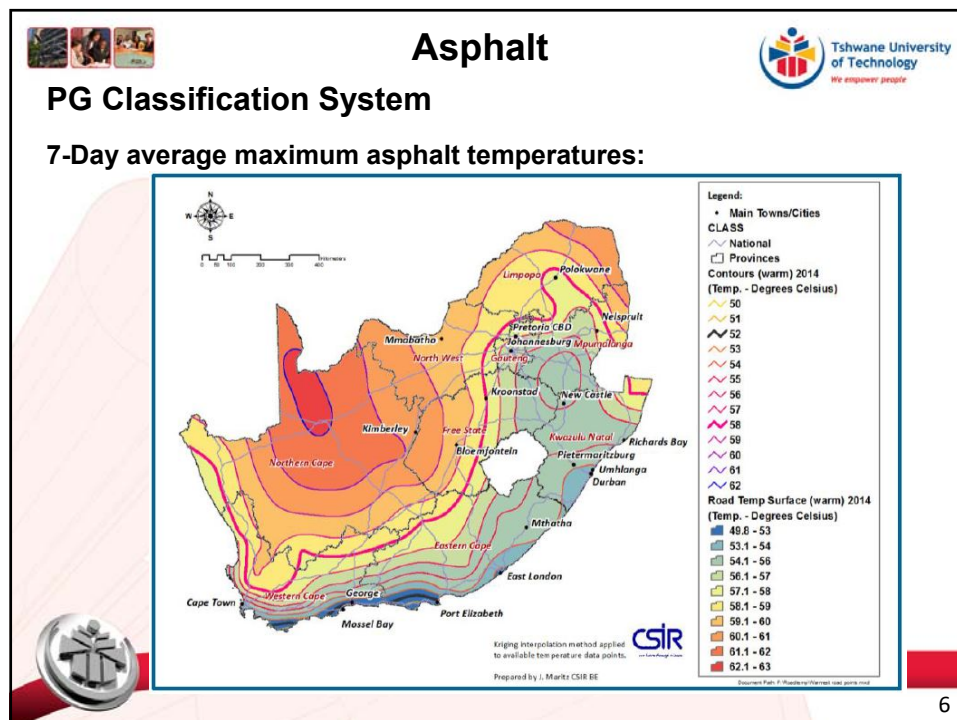 Asphalt
Tshwane University
of Technology
We empower people
PG Classification System
7-Day average maximum asphalt temperatures:
N
W
E
S
0 50 100 200 300 400
Kilometers
Limpopo
Polokwane
Nelspruit
Pretoria CBD
Mmabatho
Johannesburg
Mpumalanga
North West
Gauteng
Kroonstad
New Castle
Kimberley
Free State
Kwazulu Natal
Bloemfontein
Richards Bay
Northern Cape
Pietermaritzburg
Umhlanga
Durban
Mthatha
Eastern Cape
East London
Western Cape
George
Cape Town
Port Elizabeth
Mossel Bay
Kriging interpolation method applied
to available temperature data points.
Prepared by J. Maritz CSIR BE
CSIR
Legend:
Main Towns/Cities
CLASS
National
Provinces
Contours (warm) 2014
(Temp. - Degrees Celsius)
50
51
52
53
54
55
56
57
58
59
60
61
62
Road Temp Surface (warm) 2014
(Temp. - Degrees Celsius)
49.8 - 53
53.1 - 54
54.1 - 56
56.1 - 57
57.1 - 58
58.1 - 59
59.1 - 60
60.1 - 61
61.1 - 62
62.1 - 63
6